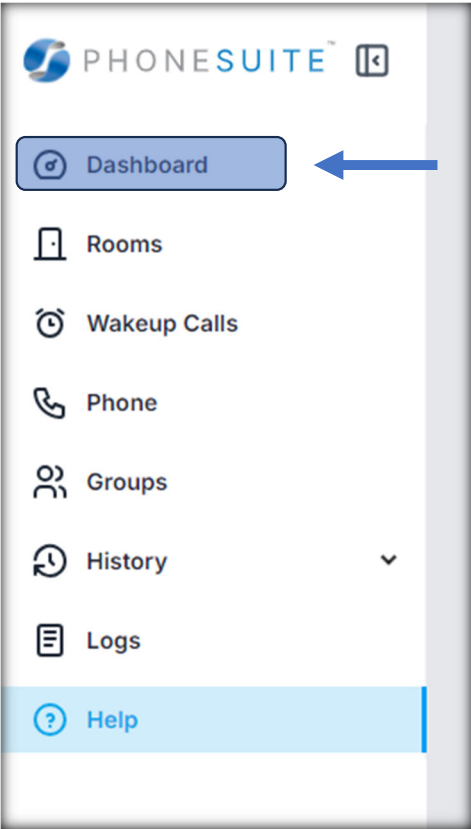 PHONESUITE™
Dashboard
Rooms
Wakeup Calls
Phone
Groups
History
Logs
? Help